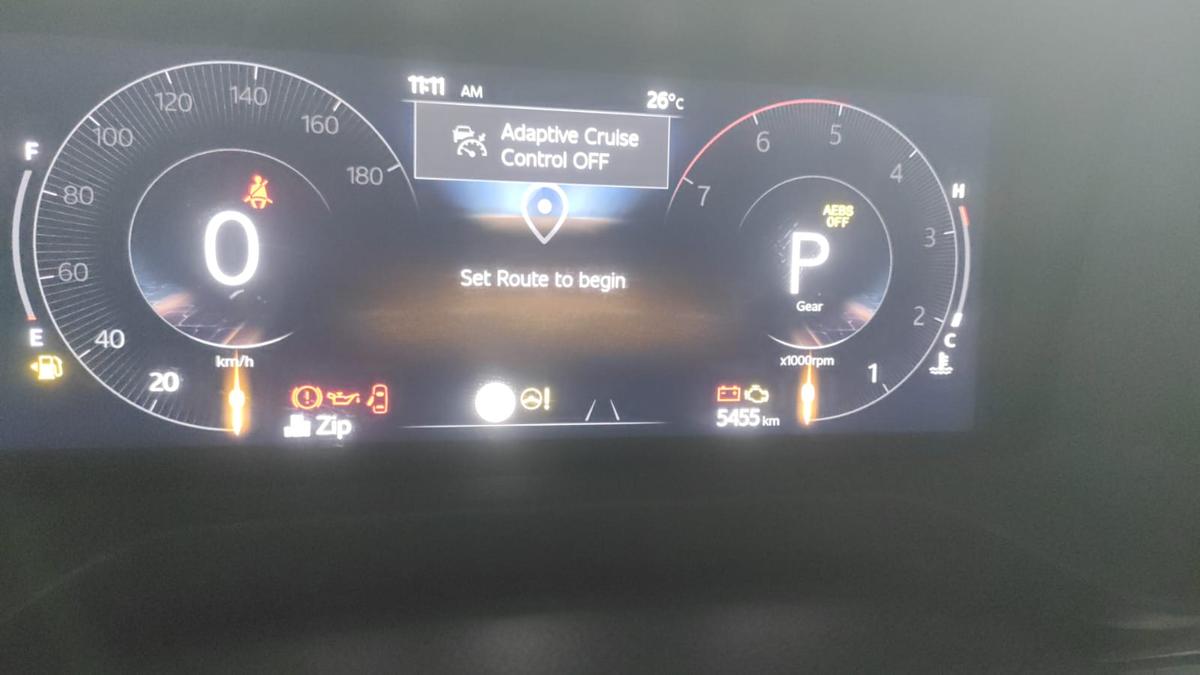 11:11 AM
26°C
Adaptive Cruise
Control OFF
Set Route to begin
F
E
20
40
60
80
100
120
140
160
180
0
km/h
Zip
7
6
5
4
3
2
1
AEBS
OFF
P
Gear
x1000rpm
H
C
5455 km